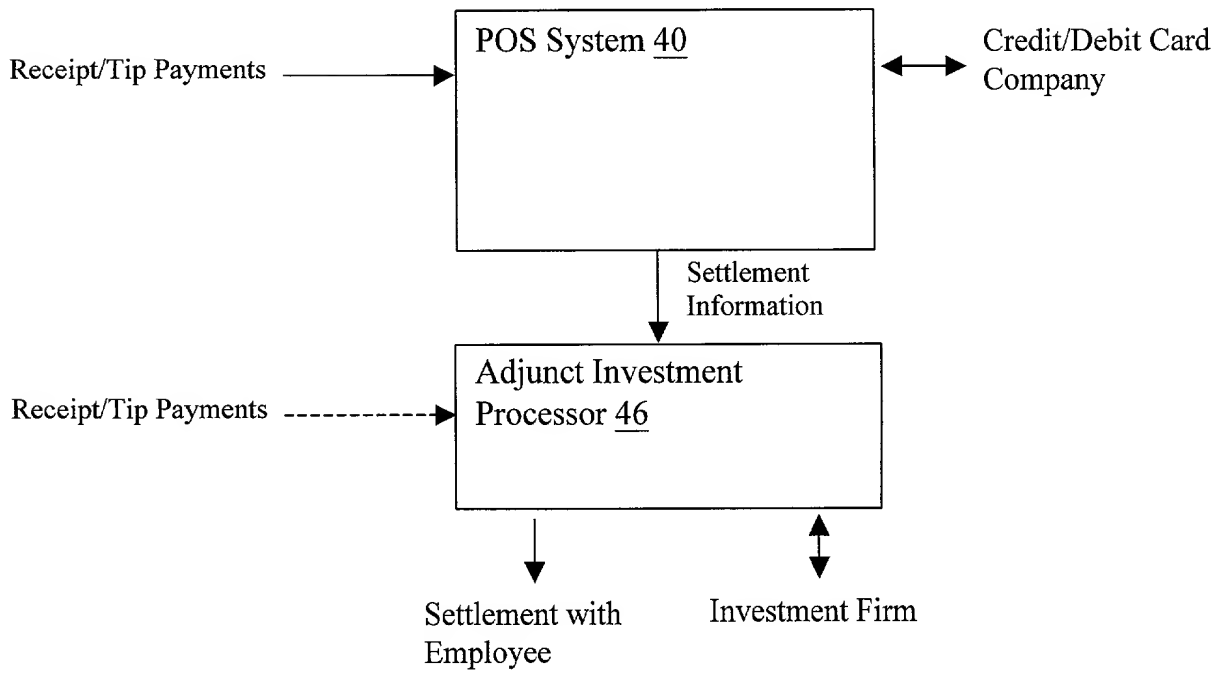 POS System 40
Credit/Debit Card
Company
Receipt/Tip Payments
Settlement
Information
Adjunct Investment
Processor 46
Receipt/Tip Payments
Settlement with
Employee
Investment Firm